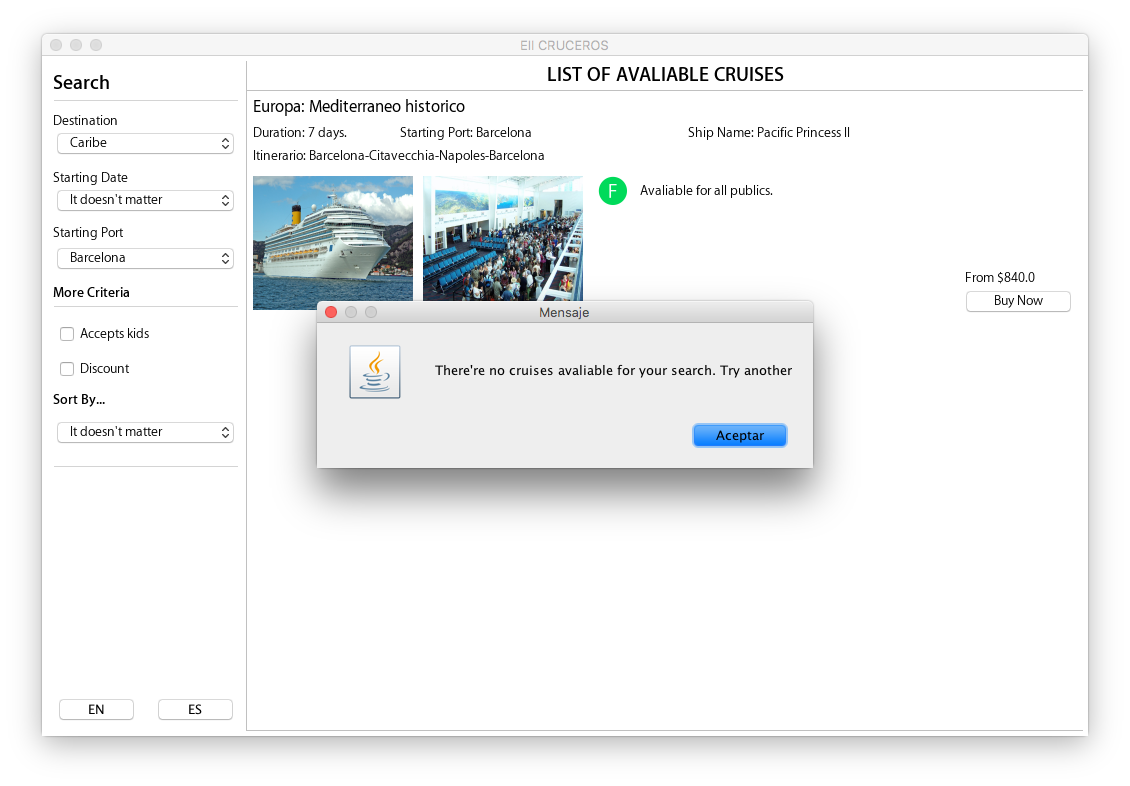 EII CRUCEROS
Search
Destination
Caribe
Starting Date
It doesn't matter
Starting Port
Barcelona
More Criteria
Accepts kids
Discount
Sort By...
It doesn't matter
EN
ES
LIST OF AVALIABLE CRUISES
Europa: Mediterraneo historico
Duration: 7 days.
Starting Port: Barcelona
Ship Name: Pacific Princess II
Itinerario: Barcelona-Citavecchia-Napoles-Barcelona
F
Avaliable for all publics.
From $840.0
Buy Now
Mensaje
There're no cruises avaliable for your search. Try another
Aceptar